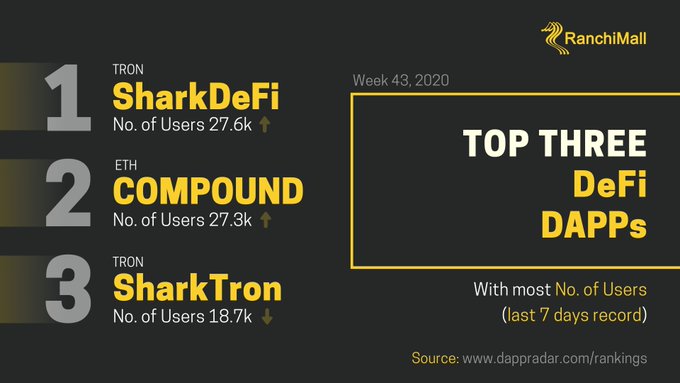 RanchiMall
1
TRON
SharkDeFi
No. of Users 27.6k
2
ETH
COMPOUND
No. of Users 27.3k
3
TRON
SharkTron
No. of Users 18.7k
Week 43, 2020
TOP THREE
DeFi
DAPPs
With most No. of Users
(last 7 days record)
Source: www.dappradar.com/rankings